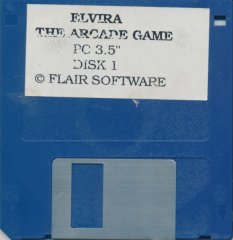 ELVIRA
THE ARCADE GAME
PC 3.5"
DISK 1
© FLAIR SOFTWARE